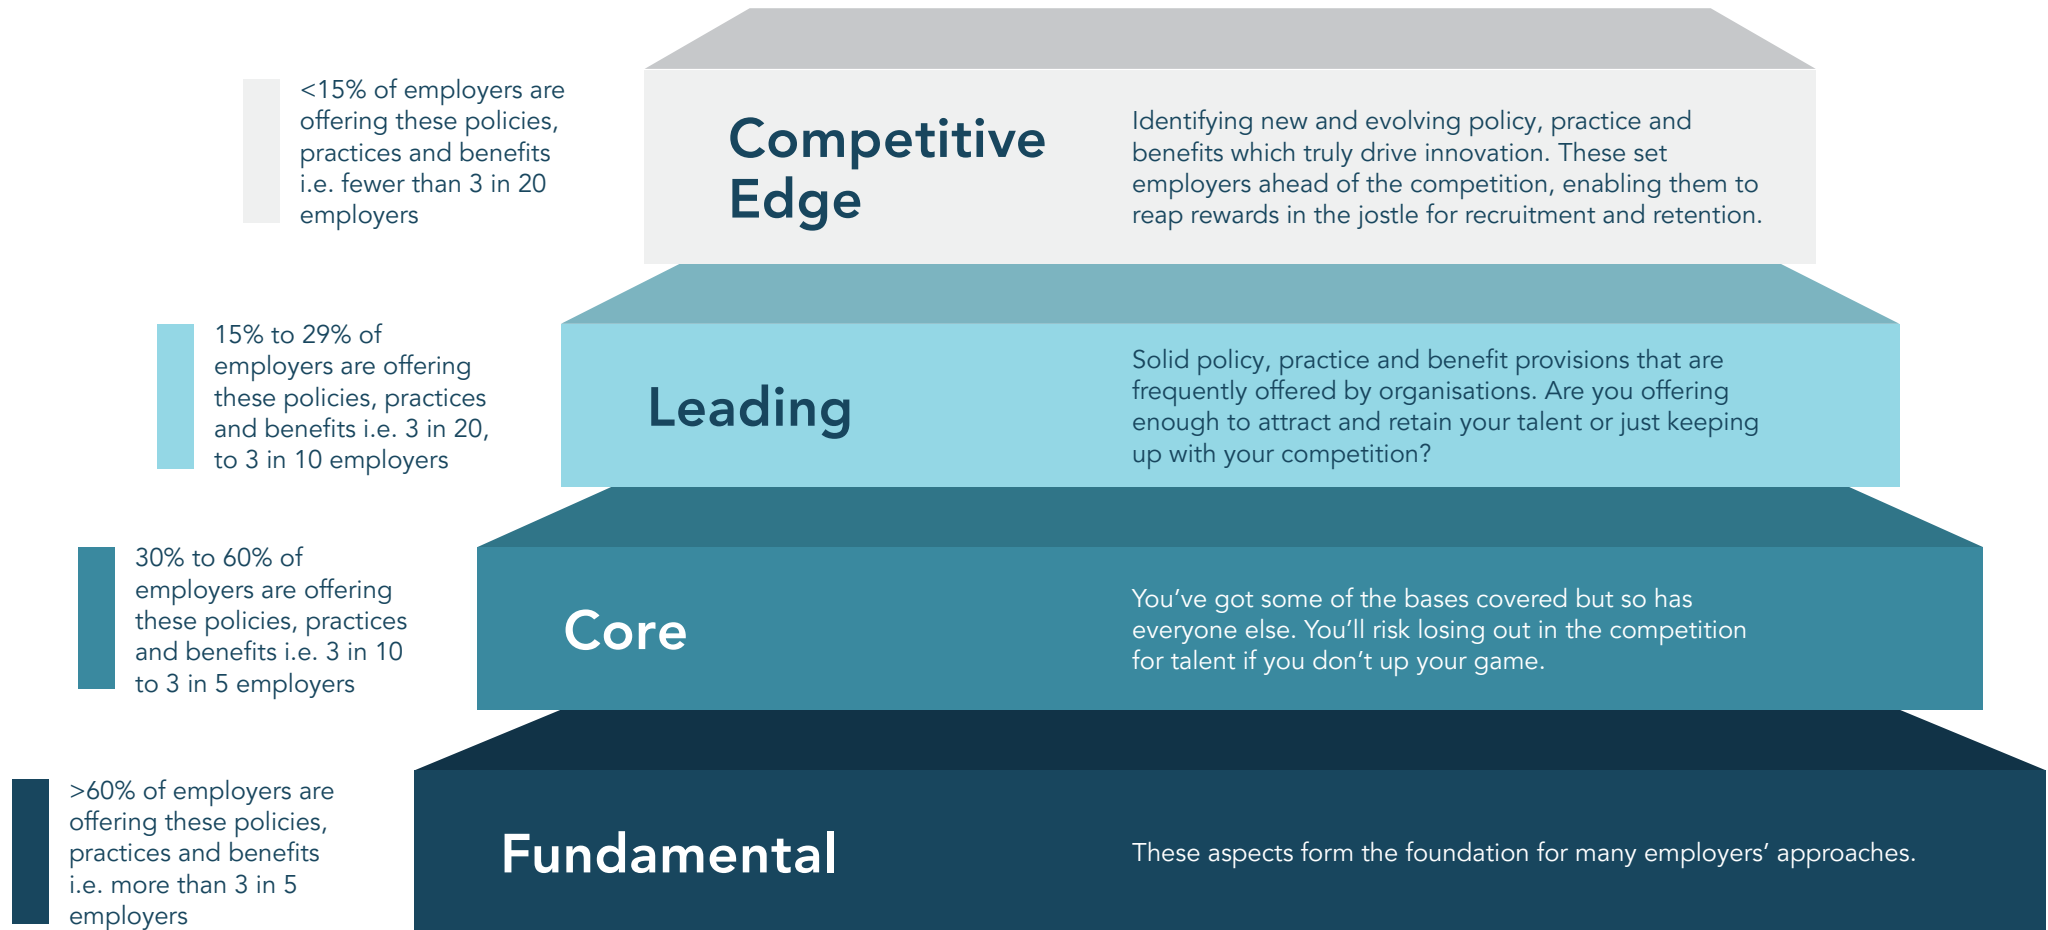 <15% of employers are
offering these policies,
practices and benefits
i.e. fewer than 3 in 20
employers
Competitive
Edge
Identifying new and evolving policy, practice and
benefits which truly drive innovation. These set
employers ahead of the competition, enabling them to
reap rewards in the jostle for recruitment and retention.
15% to 29% of
employers are offering
these policies, practices
and benefits i.e. 3 in 20,
to 3 in 10 employers
Leading
Solid policy, practice and benefit provisions that are
frequently offered by organisations. Are you offering
enough to attract and retain your talent or just keeping
up with your competition?
30% to 60% of
employers are offering
these policies, practices
and benefits i.e. 3 in 10
to 3 in 5 employers
Core
You’ve got some of the bases covered but so has
everyone else. You’ll risk losing out in the competition
for talent if you don’t up your game.
>60% of employers are
offering these policies,
practices and benefits
i.e. more than 3 in 5
employers
Fundamental
These aspects form the foundation for many employers’ approaches.